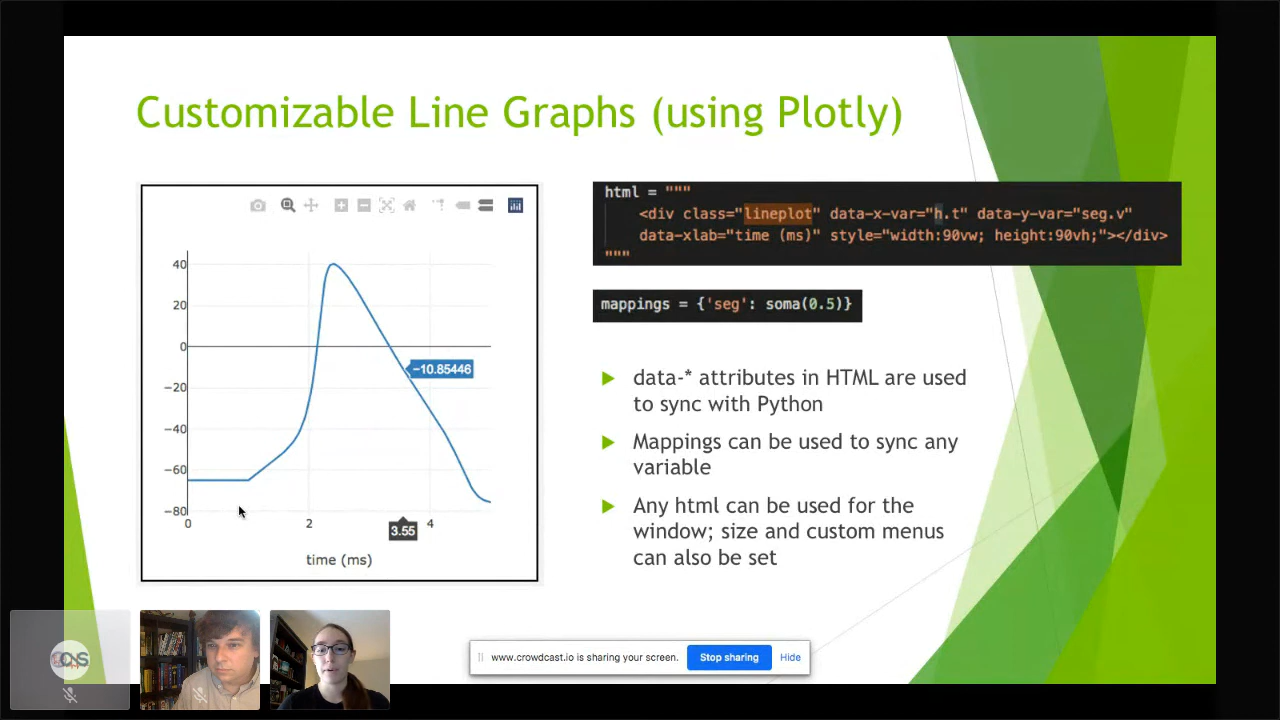 Customizable Line Graphs (using Plotly)
40
20
0
−20
−40
−60
−80
−10.85446
0
2
3.55
4
time (ms)
html = """
<div class="lineplot" data-x-var="h.t" data-y-var="seg.v"
data-xlab="time (ms)" style="width:90vw; height:90vh;"></div>
"""
mappings = {'seg': soma(0.5)}
data-* attributes in HTML are used
to sync with Python
Mappings can be used to sync any
variable
Any html can be used for the
window; size and custom menus
can also be set
www.crowdcast.io is sharing your screen.
Stop sharing
Hide